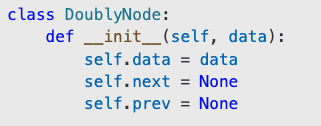 class DoublyNode:
    def __init__(self, data):
        self.data = data
        self.next = None
        self.prev = None